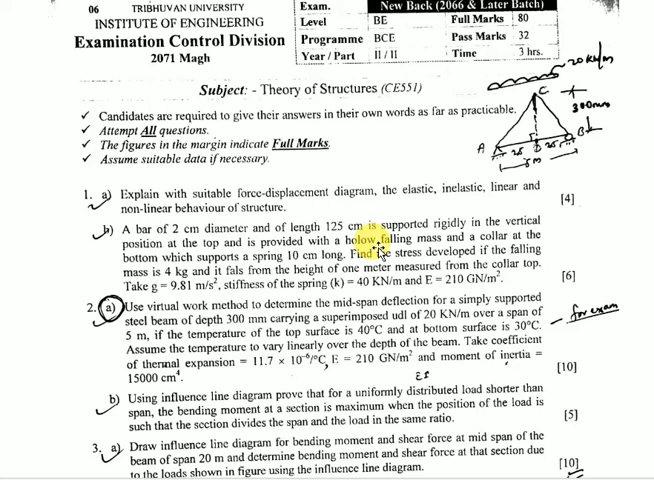 06 TRIBHUVAN UNIVERSITY
INSTITUTE OF ENGINEERING
Examination Control Division
2071 Magh
Exam. New Back (2066 & Later Batch)
Level BE Full Marks 80
Programme BCE Pass Marks 32
Year / Part II / II Time 3 hrs.
Subject: - Theory of Structures (CE551)
✓ Candidates are required to give their answers in their own words as far as practicable.
✓ Attempt All questions.
✓ The figures in the margin indicate Full Marks.
✓ Assume suitable data if necessary.
20 KN/m
C
300mm
A
B
25
25
5m
1. a) Explain with suitable force-displacement diagram, the elastic, inelastic, linear and
non-linear behaviour of structure. [4]
b) A bar of 2 cm diameter and of length 125 cm is supported rigidly in the vertical
position at the top and is provided with a holow falling mass and a collar at the
bottom which supports a spring 10 cm long. Find the stress developed if the falling
mass is 4 kg and it fals from the height of one meter measured from the collar top.
Take g = 9.81 m/s², stiffness of the spring (k) = 40 KN/m and E = 210 GN/m². [6]
2. a) Use virtual work method to determine the mid-span deflection for a simply supported
steel beam of depth 300 mm carrying a superimposed udl of 20 KN/m over a span of
5 m, if the temperature of the top surface is 40°C and at bottom surface is 30°C.
Assume the temperature to vary linearly over the depth of the beam. Take coefficient
of thermal expansion = 11.7 × 10⁻⁶/°C, E = 210 GN/m² and moment of inertia =
15000 cm⁴. [10]
for exam
b) Using influence line diagram prove that for a uniformly distributed load shorter than
span, the bending moment at a section is maximum when the position of the load is
such that the section divides the span and the load in the same ratio. [5]
3. a) Draw influence line diagram for bending moment and shear force at mid span of the
beam of span 20 m and determine bending moment and shear force at that section due
to the loads shown in figure using the influence line diagram. [10]